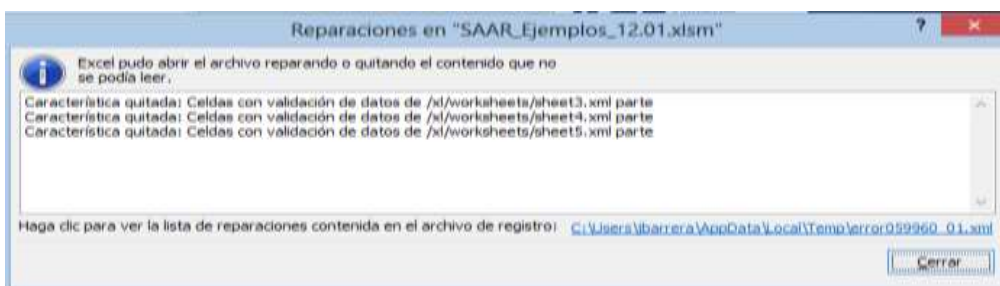 Reparaciones en "SAAR_Ejemplos_12.01.xlsm"
?
Excel pudo abrir el archivo reparando o quitando el contenido que no
se podía leer.
Característica quitada: Celdas con validación de datos de /xl/worksheets/sheet3.xml parte
Característica quitada: Celdas con validación de datos de /xl/worksheets/sheet4.xml parte
Característica quitada: Celdas con validación de datos de /xl/worksheets/sheet5.xml parte
Haga clic para ver la lista de reparaciones contenida en el archivo de registro: C:\Users\ibarrera\AppData\Local\Temp\error059960_01.xml
Cerrar